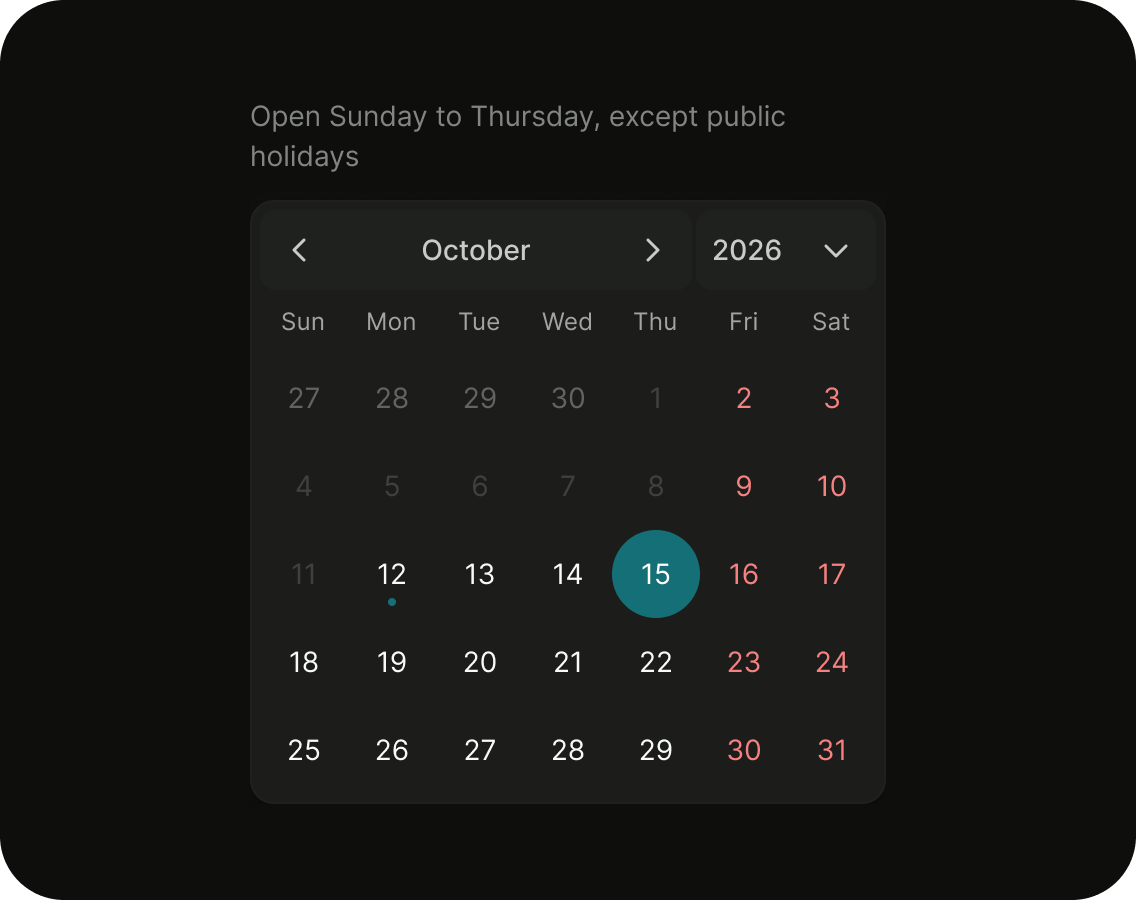 Open Sunday to Thursday, except public
holidays
October 2026
Sun Mon Tue Wed Thu Fri Sat
27 28 29 30 1 2 3
4 5 6 7 8 9 10
11 12 13 14 15 16 17
18 19 20 21 22 23 24
25 26 27 28 29 30 31